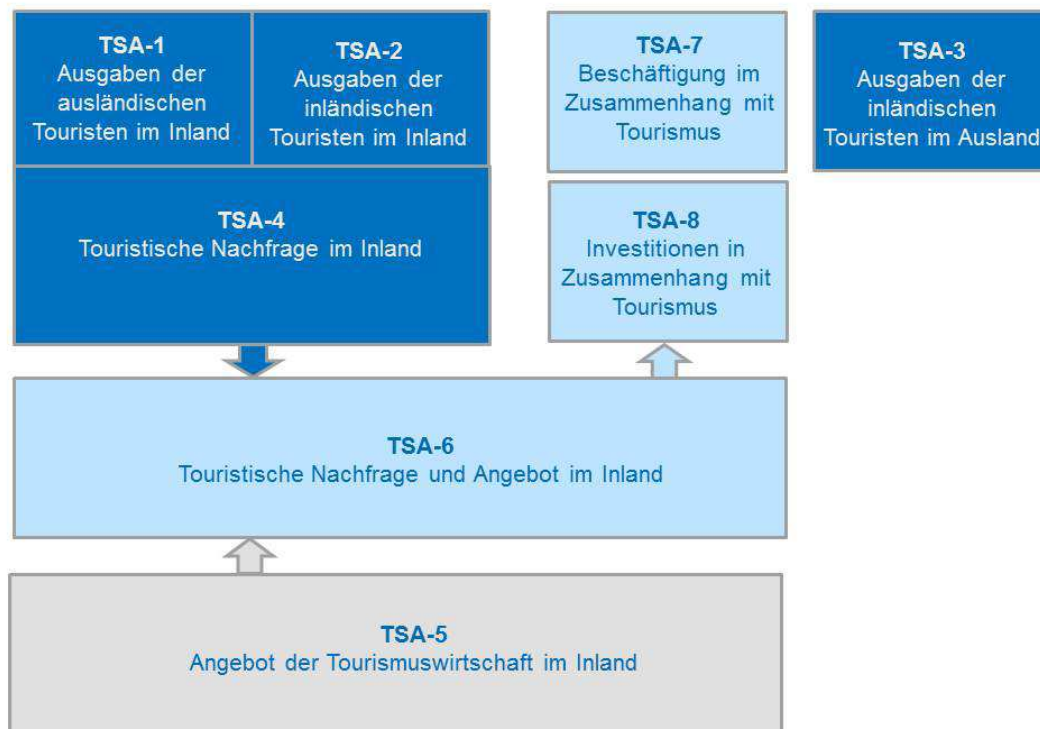 TSA-1
Ausgaben der
ausländischen
Touristen im Inland
TSA-2
Ausgaben der
inländischen
Touristen im Inland
TSA-7
Beschäftigung im
Zusammenhang mit
Tourismus
TSA-3
Ausgaben der
inländischen
Touristen im Ausland
TSA-4
Touristische Nachfrage im Inland
TSA-8
Investitionen in
Zusammenhang mit
Tourismus
TSA-6
Touristische Nachfrage und Angebot im Inland
TSA-5
Angebot der Tourismuswirtschaft im Inland